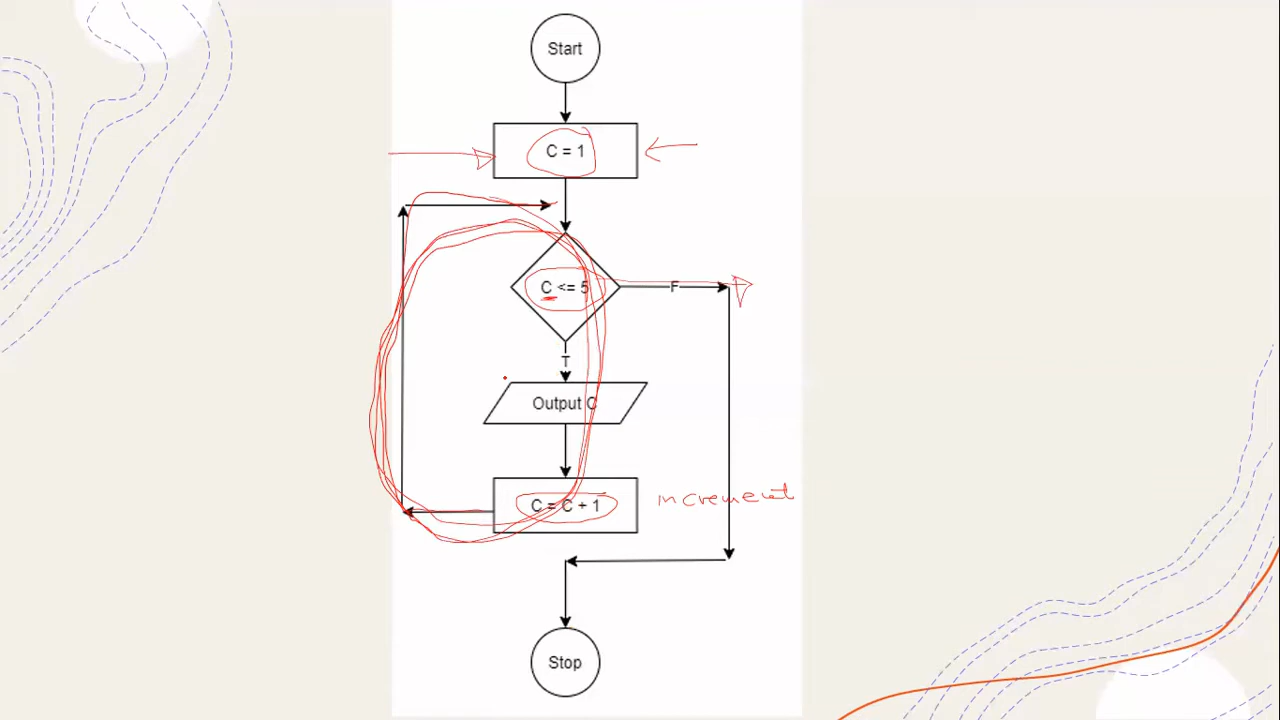 Start
C = 1
C <= 5
F
T
Output C
C = C + 1
increment
Stop